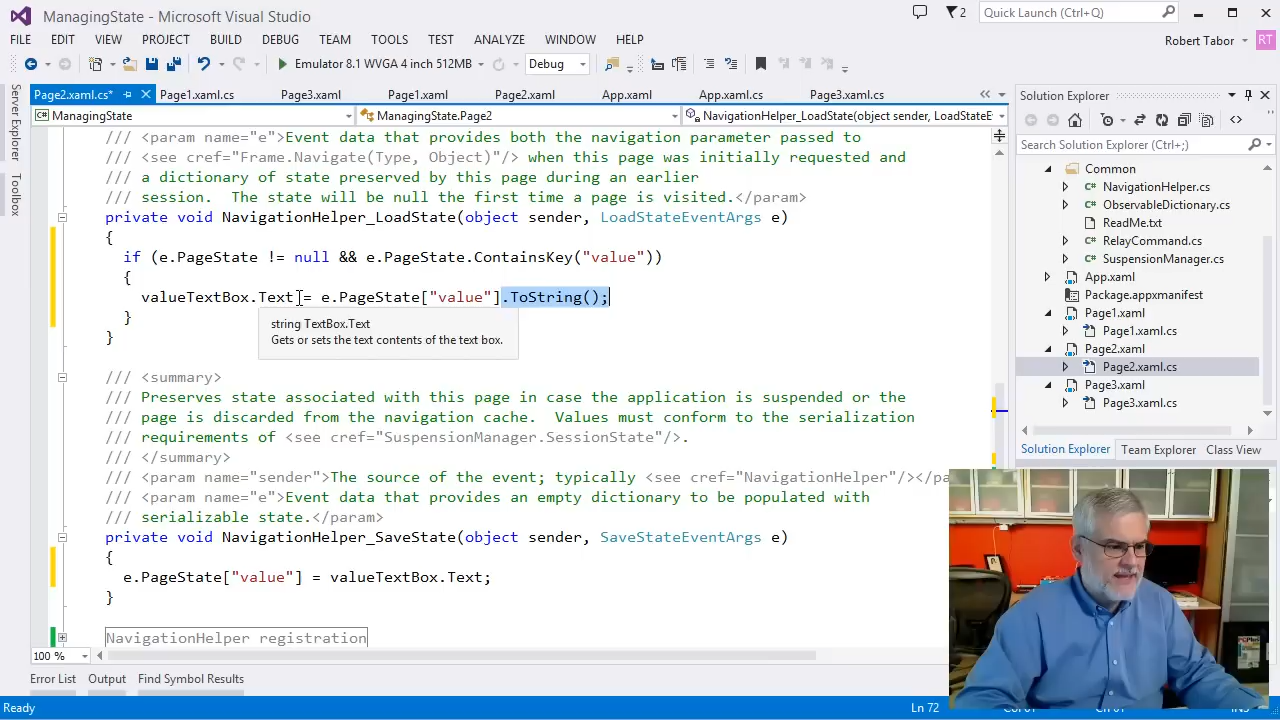 ManagingState - Microsoft Visual Studio
2
Quick Launch (Ctrl+Q)
FILE EDIT VIEW PROJECT BUILD DEBUG TEAM TOOLS TEST ANALYZE WINDOW HELP
Robert Tabor RT
Emulator 8.1 WVGA 4 inch 512MB Debug
Server Explorer
Toolbox
Page2.xaml.cs* Page1.xaml.cs Page3.xaml Page1.xaml Page2.xaml App.xaml App.xaml.cs Page3.xaml.cs
ManagingState ManagingState.Page2 NavigationHelper_LoadState(object sender, LoadStateE
/// <param name="e">Event data that provides both the navigation parameter passed to
/// <see cref="Frame.Navigate(Type, Object)"/> when this page was initially requested and
/// a dictionary of state preserved by this page during an earlier
/// session.  The state will be null the first time a page is visited.</param>
private void NavigationHelper_LoadState(object sender, LoadStateEventArgs e)
{
if (e.PageState != null && e.PageState.ContainsKey("value"))
{
valueTextBox.Text = e.PageState["value"].ToString();
}
}
string TextBox.Text
Gets or sets the text contents of the text box.
/// <summary>
/// Preserves state associated with this page in case the application is suspended or the
/// page is discarded from the navigation cache.  Values must conform to the serialization
/// requirements of <see cref="SuspensionManager.SessionState"/>.
/// </summary>
/// <param name="sender">The source of the event; typically <see cref="NavigationHelper"/></pa
/// <param name="e">Event data that provides an empty dictionary to be populated with
/// serializable state.</param>
private void NavigationHelper_SaveState(object sender, SaveStateEventArgs e)
{
e.PageState["value"] = valueTextBox.Text;
}
NavigationHelper registration
100 %
Error List Output Find Symbol Results
Ready
Ln 72
Solution Explorer
Search Solution Explorer (Ctrl+;)
Common
NavigationHelper.cs
ObservableDictionary.cs
ReadMe.txt
RelayCommand.cs
SuspensionManager.cs
App.xaml
Package.appxmanifest
Page1.xaml
Page1.xaml.cs
Page2.xaml
Page2.xaml.cs
Page3.xaml
Page3.xaml.cs
Solution Explorer Team Explorer Class View